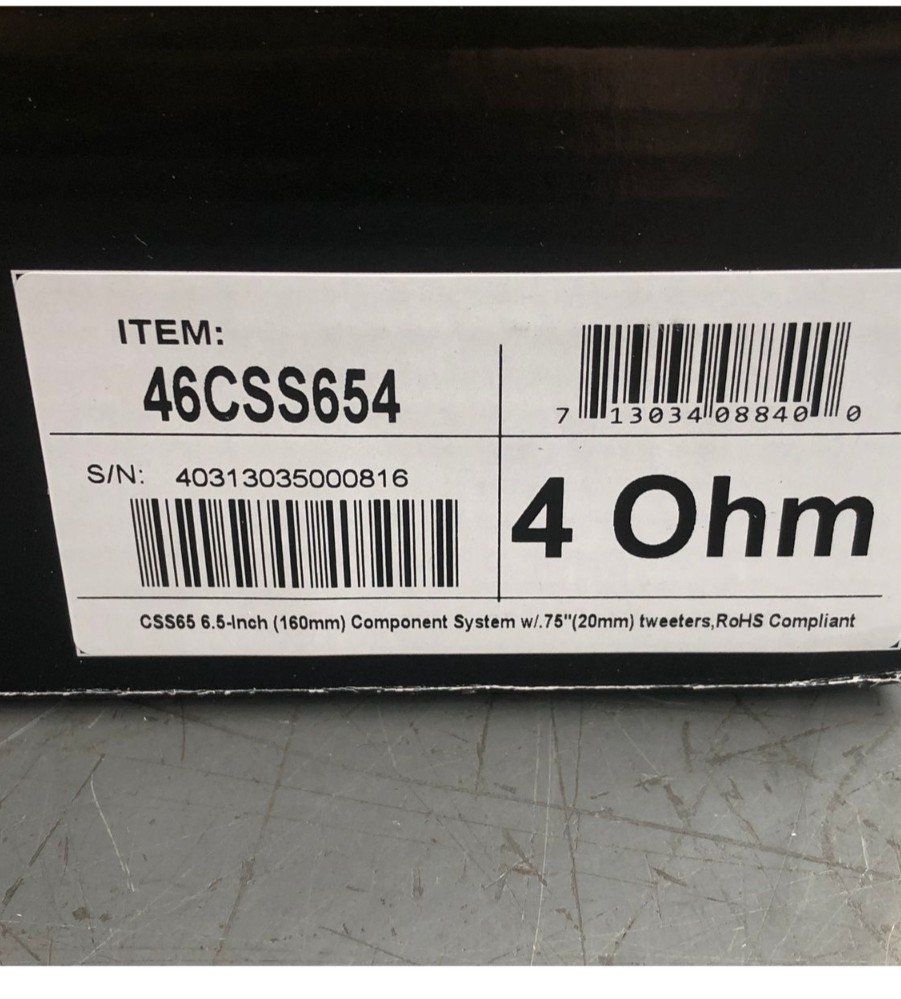 ITEM:
46CSS654
7 13034 08840 0
S/N: 40313035000816
4 Ohm
CSS65 6.5-Inch (160mm) Component System w/.75"(20mm) tweeters,RoHS Compliant